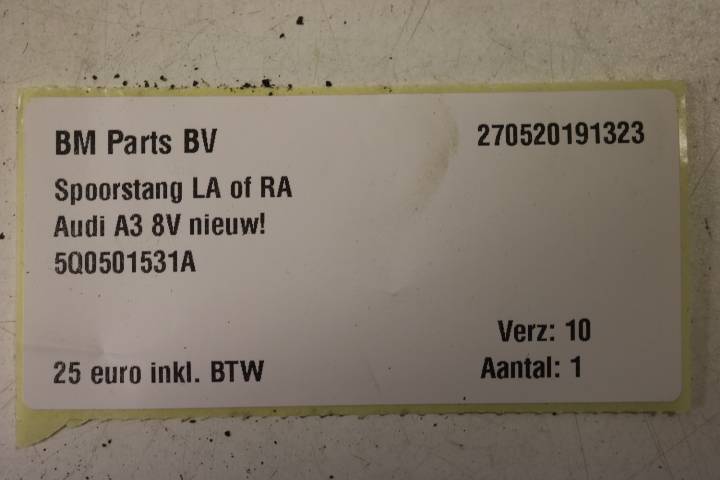 BM Parts BV
270520191323
Spoorstang LA of RA
Audi A3 8V nieuw!
5Q0501531A
Verz: 10
25 euro inkl. BTW
Aantal: 1